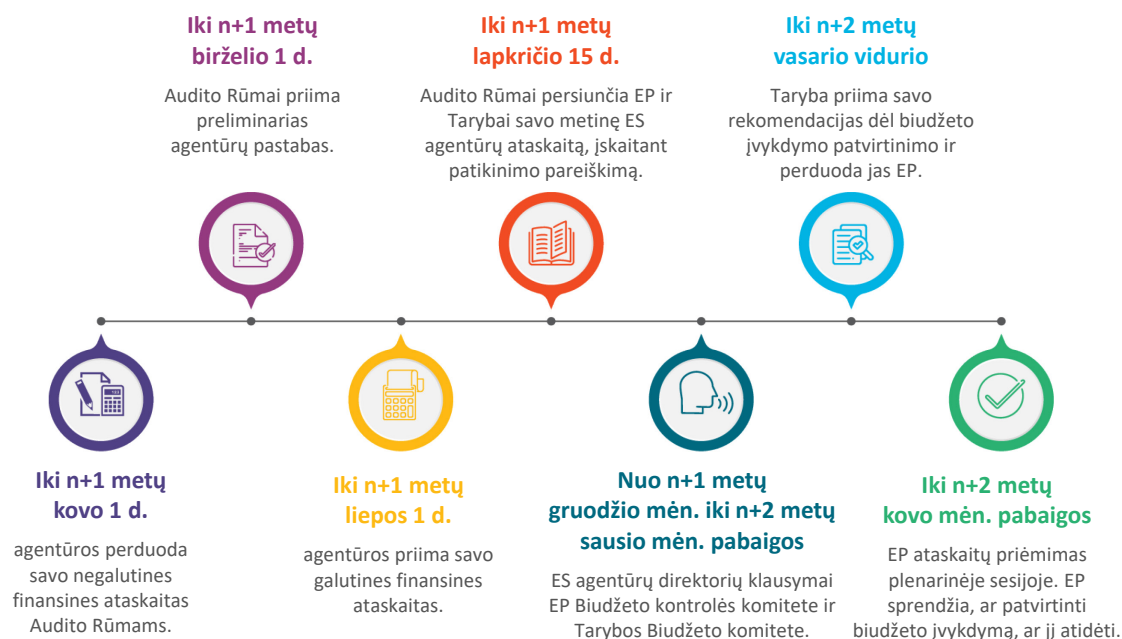 Iki n+1 metų
birželio 1 d.
Audito Rūmai priima
preliminarias
agentūrų pastabas.
Iki n+1 metų
lapkričio 15 d.
Audito Rūmai persiunčia EP ir
Tarybai savo metinę ES
agentūrų ataskaitą, įskaitant
patikinimo pareiškimą.
Iki n+2 metų
vasario vidurio
Taryba priima savo
rekomendacijas dėl biudžeto
įvykdymo patvirtinimo ir
perduoda jas EP.
Iki n+1 metų
kovo 1 d.
agentūros perduoda
savo negalutines
finansines ataskaitas
Audito Rūmams.
Iki n+1 metų
liepos 1 d.
agentūros priima savo
galutines finansines
ataskaitas.
Nuo n+1 metų
gruodžio mėn. iki n+2 metų
sausio mėn. pabaigos
ES agentūrų direktorių klausymai
EP Biudžeto kontrolės komitete ir
Tarybos Biudžeto komitete.
Iki n+2 metų
kovo mėn. pabaigos
EP ataskaitų priėmimas
plenarinėje sesijoje. EP
sprendžia, ar patvirtinti
biudžeto įvykdymą, ar jį atidėti.